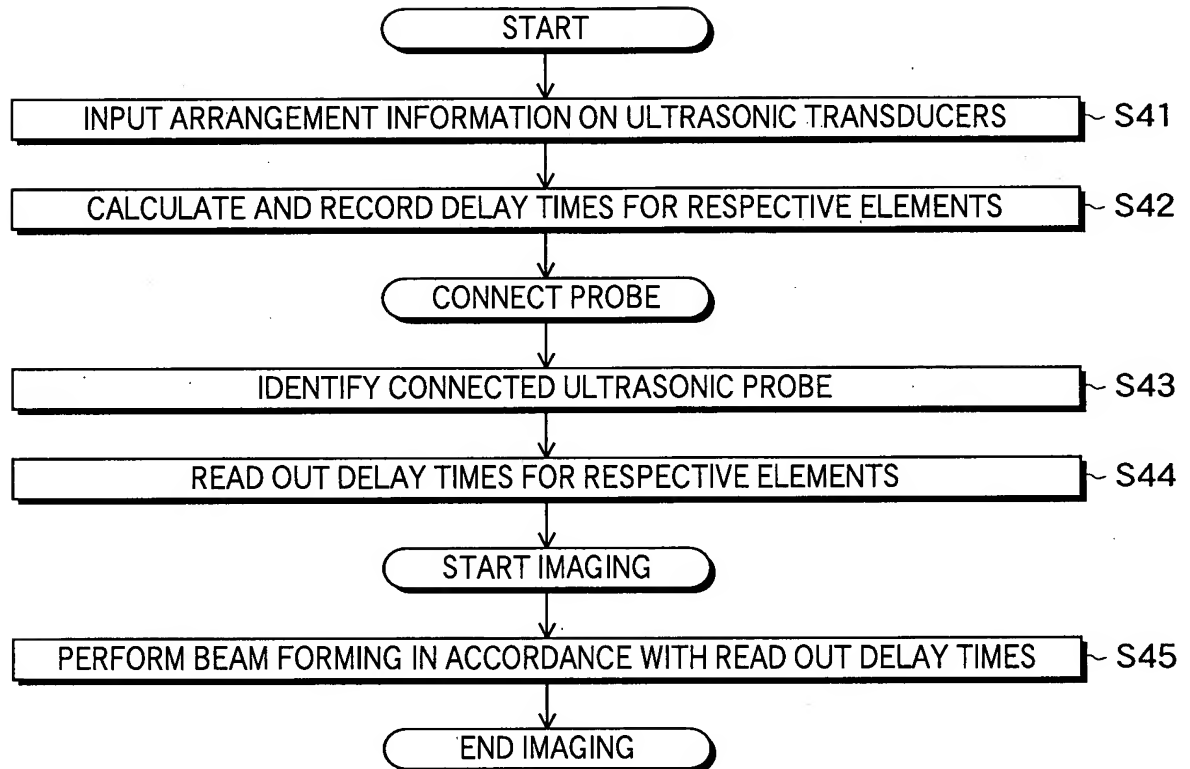 START
INPUT ARRANGEMENT INFORMATION ON ULTRASONIC TRANSDUCERS ~ S41
CALCULATE AND RECORD DELAY TIMES FOR RESPECTIVE ELEMENTS ~ S42
CONNECT PROBE
IDENTIFY CONNECTED ULTRASONIC PROBE ~ S43
READ OUT DELAY TIMES FOR RESPECTIVE ELEMENTS ~ S44
START IMAGING
PERFORM BEAM FORMING IN ACCORDANCE WITH READ OUT DELAY TIMES ~ S45
END IMAGING